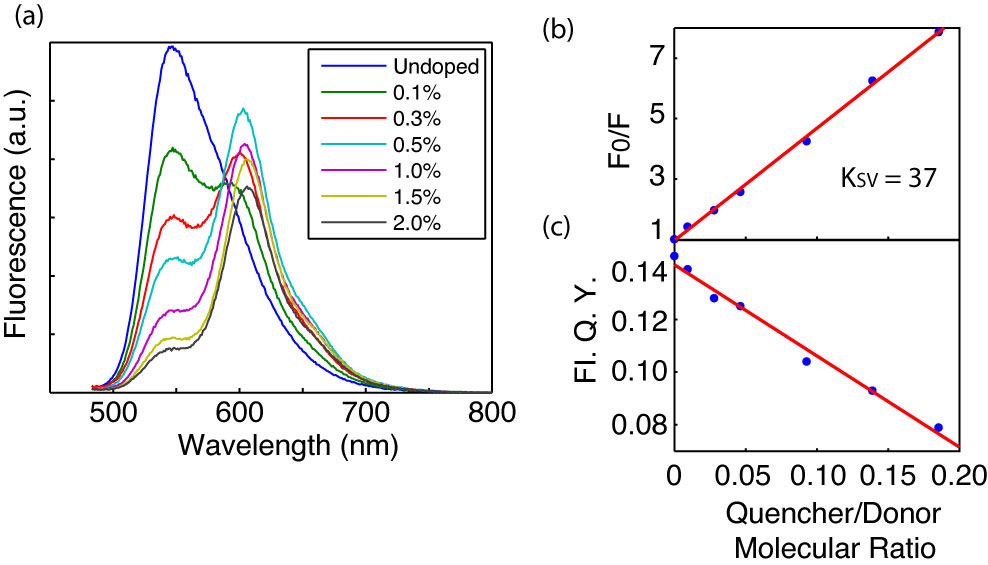 (a)
Fluorescence (a.u.)
Undoped
0.1%
0.3%
0.5%
1.0%
1.5%
2.0%
500
600
700
800
Wavelength (nm)
(b)
F0/F
7
5
3
1
KSV = 37
(c)
Fl. Q. Y.
0.14
0.12
0.10
0.08
0
0.05
0.10
0.15
0.20
Quencher/Donor
Molecular Ratio